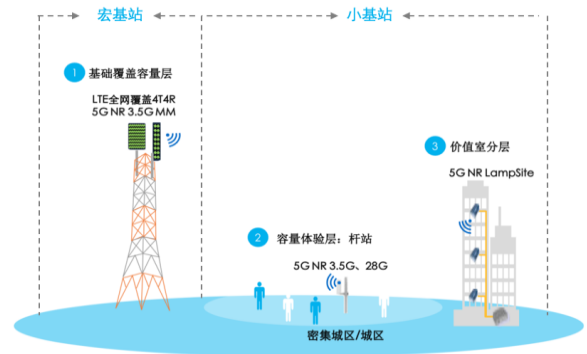 宏基站
小基站
1 基础覆盖容量层
LTE全网覆盖4T4R
5G NR 3.5G MM
3 价值室分层
5G NR LampSite
2 容量体验层：杆站
5G NR 3.5G、28G
密集城区/城区